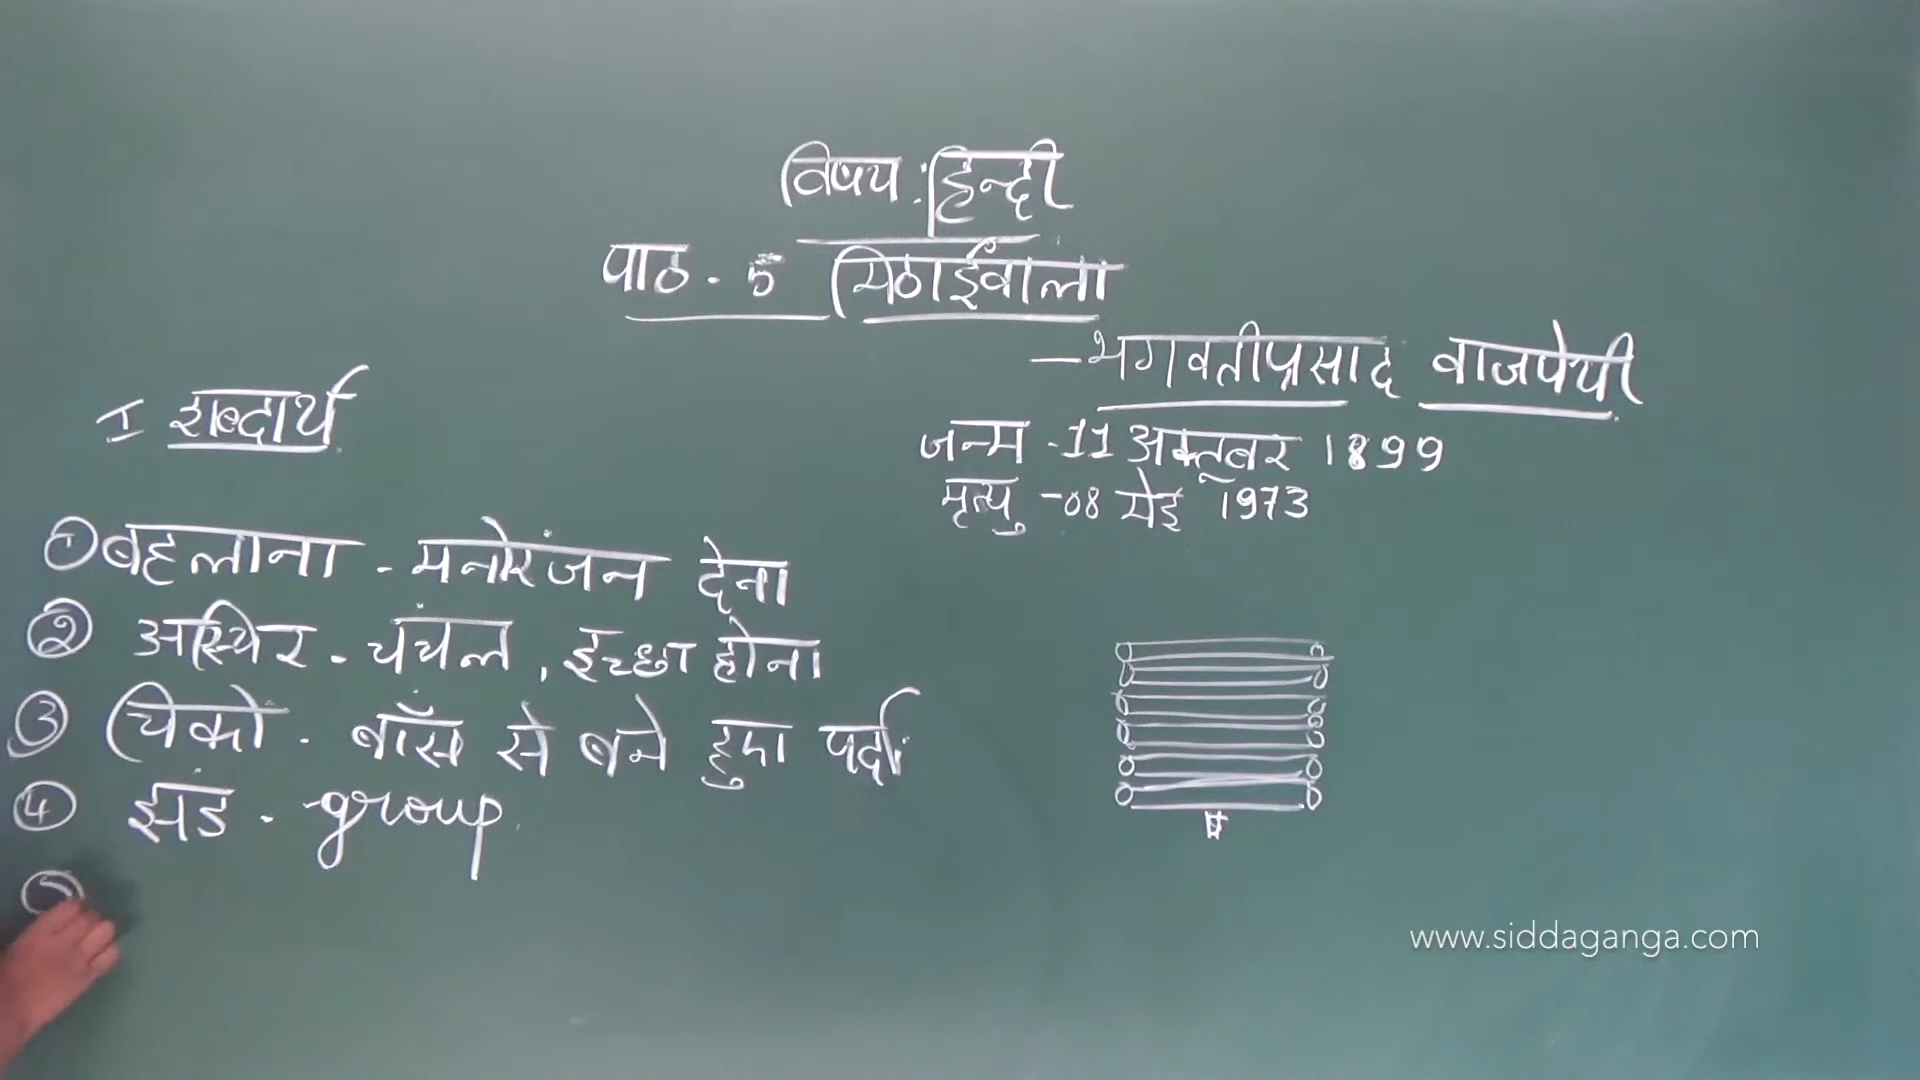 विषय : हिन्दी
पाठ - 5 मिठाईवाला
- भगवतीप्रसाद वाजपेयी
जन्म - 11 अक्तूबर 1899
मृत्यु - 08 मेइ 1973
I शब्दार्थ
① बहलाना - मनोरंजन देना
② अस्थिर - चंचल, इच्छा होना
③ चिकों - बाँस से बने हुए पर्दा
④ झंड - group
www.siddaganga.com